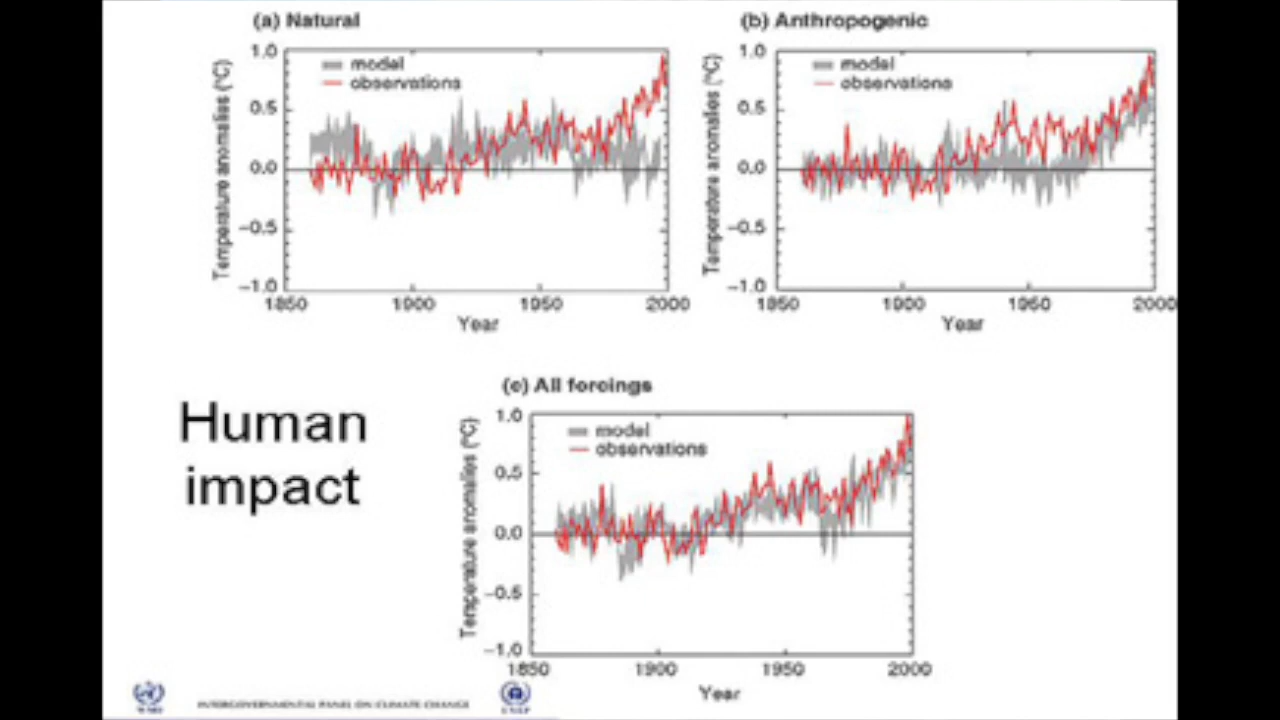 (a) Natural
1.0
0.5
0.0
−0.5
−1.0
Temperature anomalies (°C)
model
observations
1850 1900 1950 2000
Year
(b) Anthropogenic
1.0
0.5
0.0
−0.5
−1.0
Temperature anomalies (°C)
model
observations
1850 1900 1950 2000
Year
Human
impact
(c) All forcings
1.0
0.5
0.0
−0.5
−1.0
Temperature anomalies (°C)
model
observations
1850 1900 1950 2000
Year
WMO
INTERGOVERNMENTAL PANEL ON CLIMATE CHANGE
UNEP